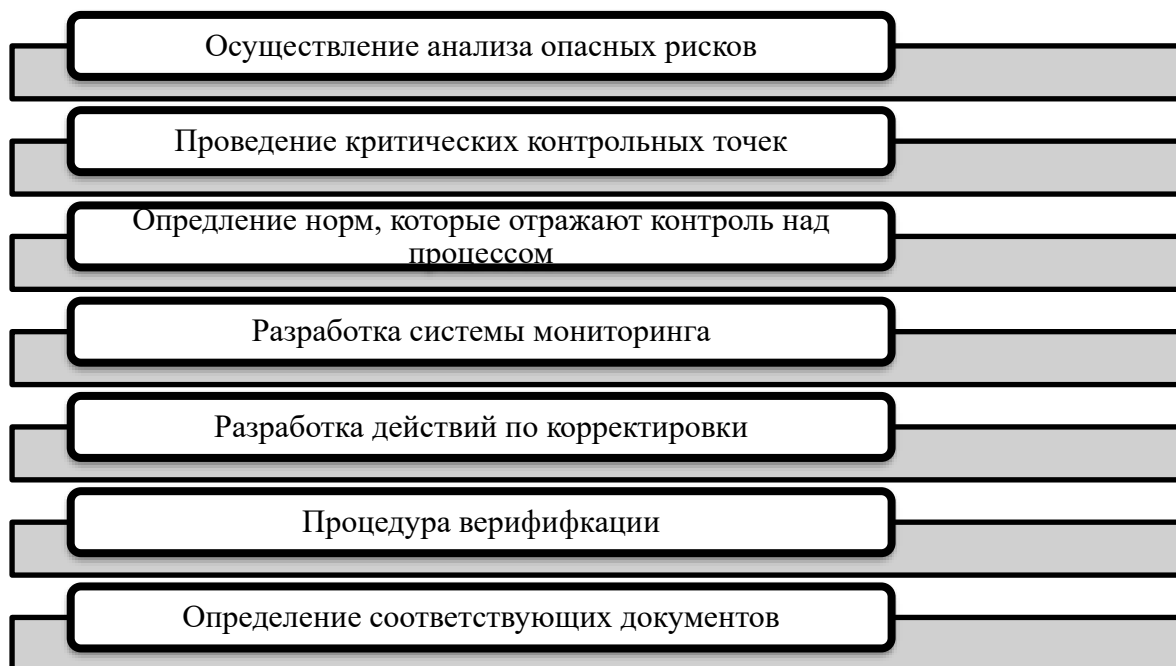 Осуществление анализа опасных рисков
Проведение критических контрольных точек
Опредление норм, которые отражают контроль над
процессом
Разработка системы мониторинга
Разработка действий по корректировки
Процедура верифифкации
Определение соответствующих документов